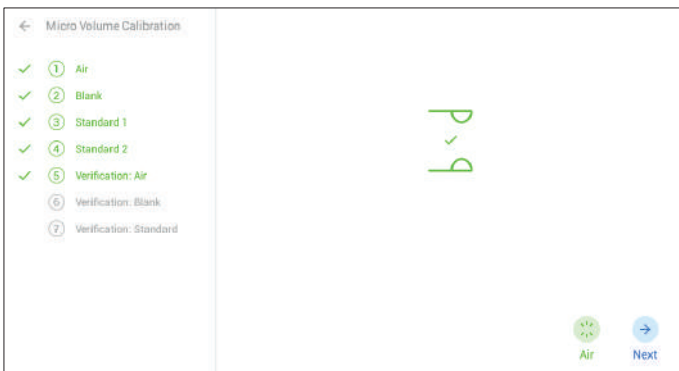 Micro Volume Calibration
1 Air
2 Blank
3 Standard 1
4 Standard 2
5 Verification: Air
6 Verification: Blank
7 Verification: Standard
Air Next